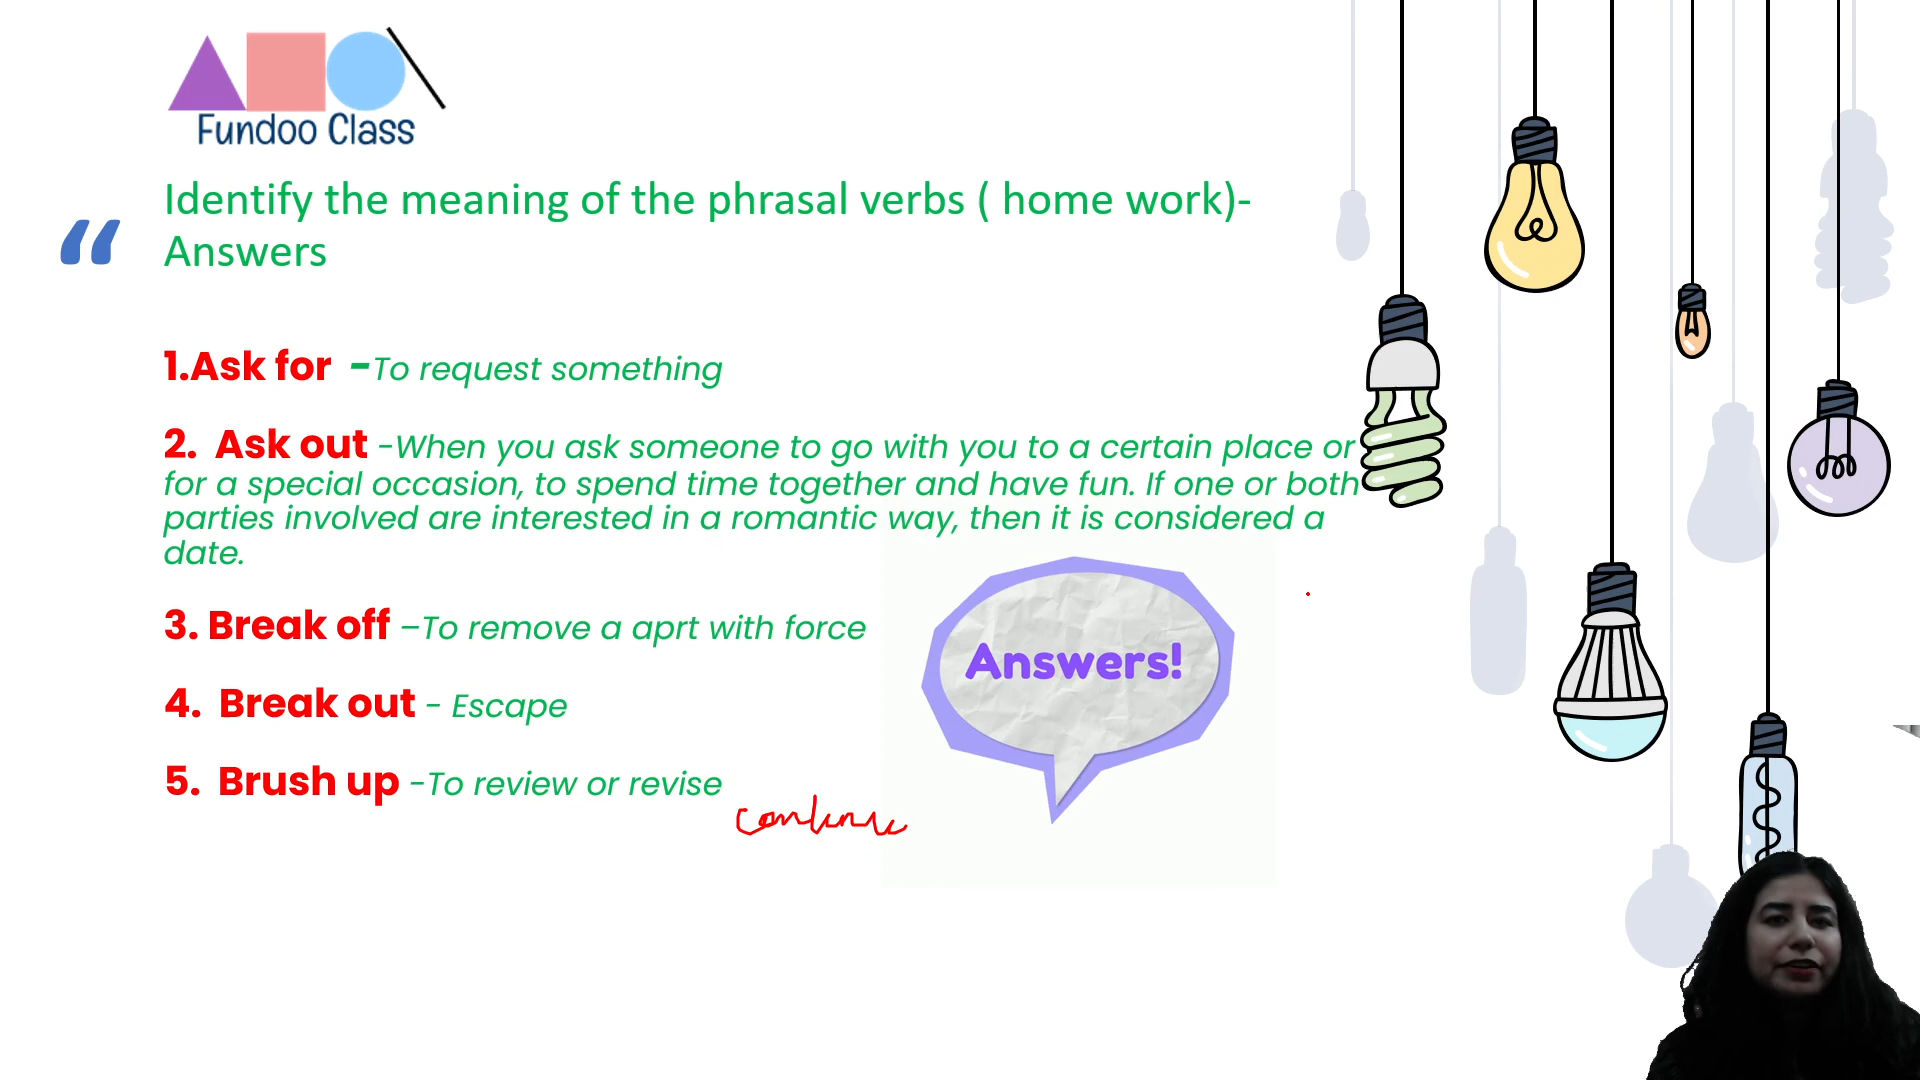 Fundoo Class
“
Identify the meaning of the phrasal verbs ( home work)-
Answers
1.Ask for -To request something
2. Ask out -When you ask someone to go with you to a certain place or
for a special occasion, to spend time together and have fun. If one or both
parties involved are interested in a romantic way, then it is considered a
date.
3. Break off –To remove a aprt with force
Answers!
4. Break out - Escape
5. Brush up -To review or revise